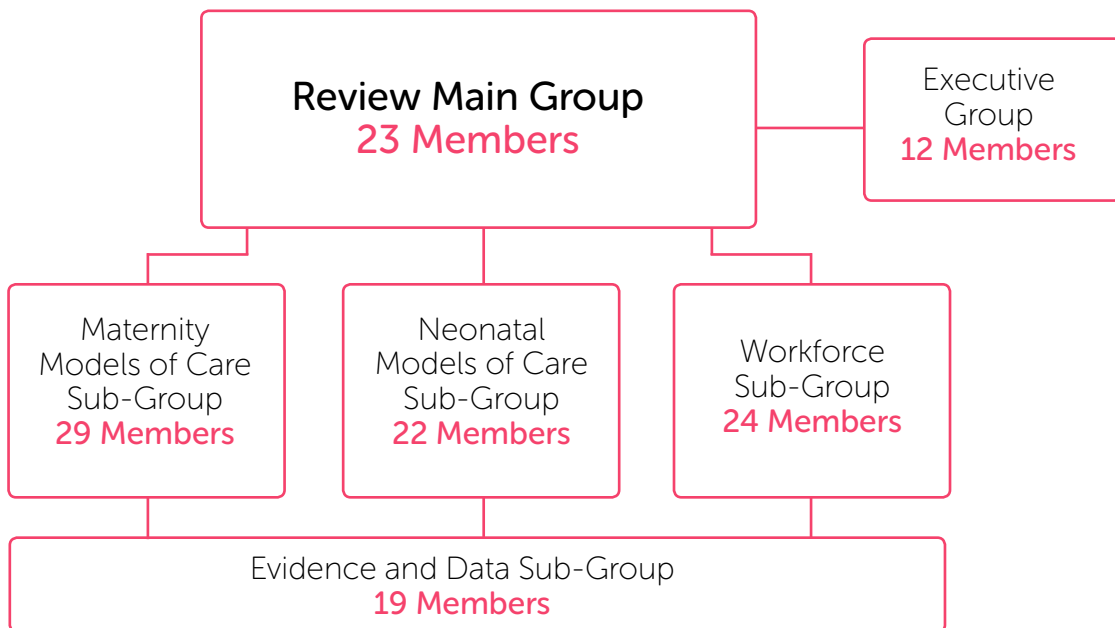 Review Main Group
23 Members
Executive
Group
12 Members
Maternity
Models of Care
Sub-Group
29 Members
Neonatal
Models of Care
Sub-Group
22 Members
Workforce
Sub-Group
24 Members
Evidence and Data Sub-Group
19 Members